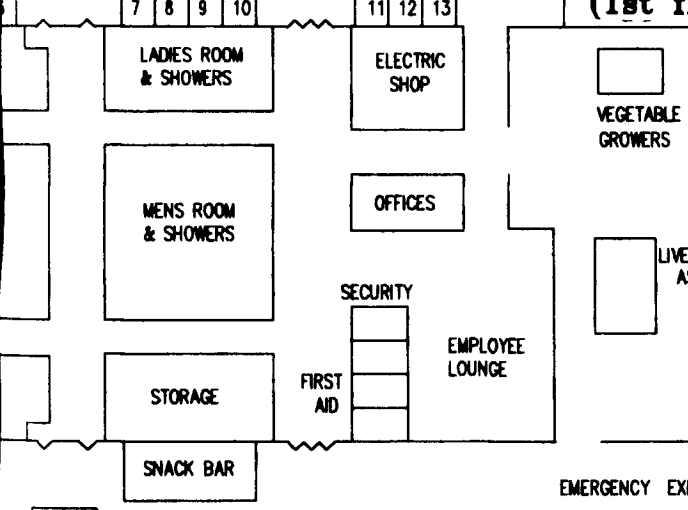 7 8 9 10
11 12 13
(1st
LADIES ROOM
& SHOWERS
ELECTRIC
SHOP
VEGETABLE
GROWERS
MENS ROOM
& SHOWERS
OFFICES
SECURITY
EMPLOYEE
LOUNGE
FIRST
AID
STORAGE
SNACK BAR
EMERGENCY